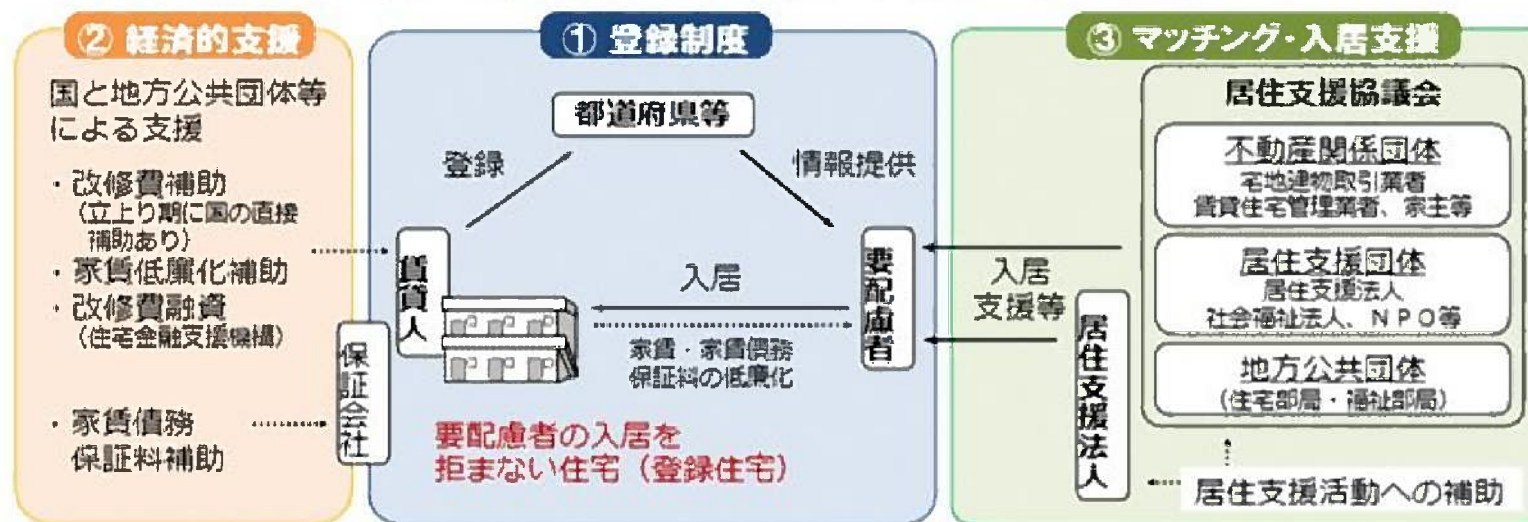 ② 経済的支援
国と地方公共団体等
による支援
・改修費補助
(立上り期に国の直接
補助あり)
・家賃低廉化補助
・改修費融資
(住宅金融支援機構)
・家賃債務
保証料補助
保証会社
① 登録制度
都道府県等
登録
情報提供
賃貸人
入居
家賃・家賃債務
保証料の低廉化
要配慮者
要配慮者の入居を
拒まない住宅(登録住宅)
③ マッチング・入居支援
居住支援協議会
不動産関係団体
宅地建物取引業者
賃貸住宅管理業者、家主等
居住支援団体
居住支援法人
社会福祉法人、NPO等
地方公共団体
(住宅部局・福祉部局)
入居
支援等
居住支援法人
居住支援活動への補助